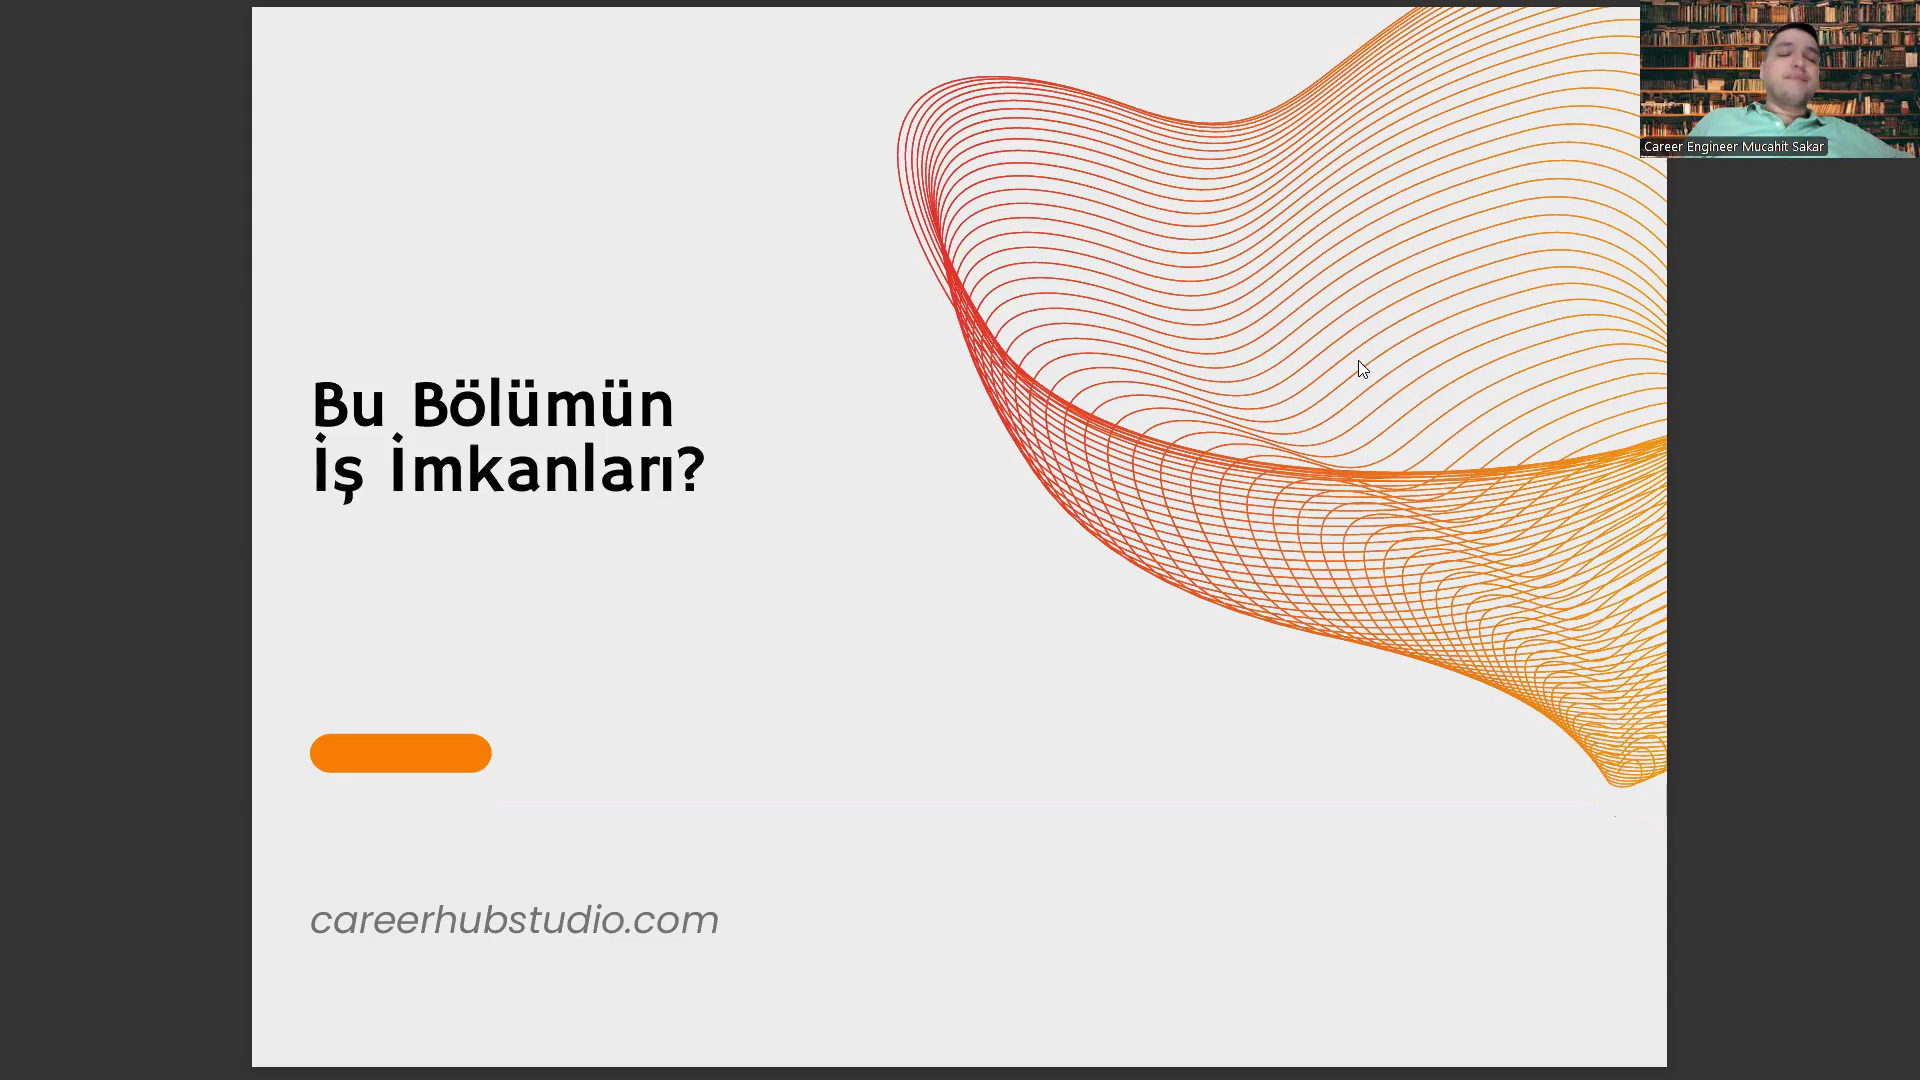 Career Engineer Mucahit Sakar
Bu Bölümün
İş İmkanları?
careerhubstudio.com